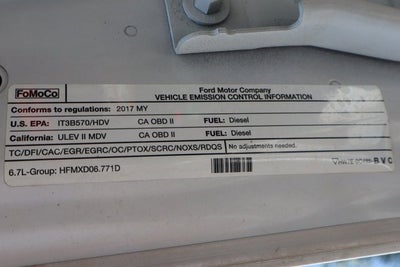 FoMoCo
Ford Motor Company
VEHICLE EMISSION CONTROL INFORMATION
Conforms to regulations: 2017 MY
U.S. EPA: IT3B570/HDV CA OBD II FUEL: Diesel
California: ULEV II MDV CA OBD II FUEL: Diesel
TC/DFI/CAC/EGR/EGRC/OC/PTOX/SCRC/NOXS/RDQS No adjustments needed.
6.7L-Group: HFMXD06.771D
BVC